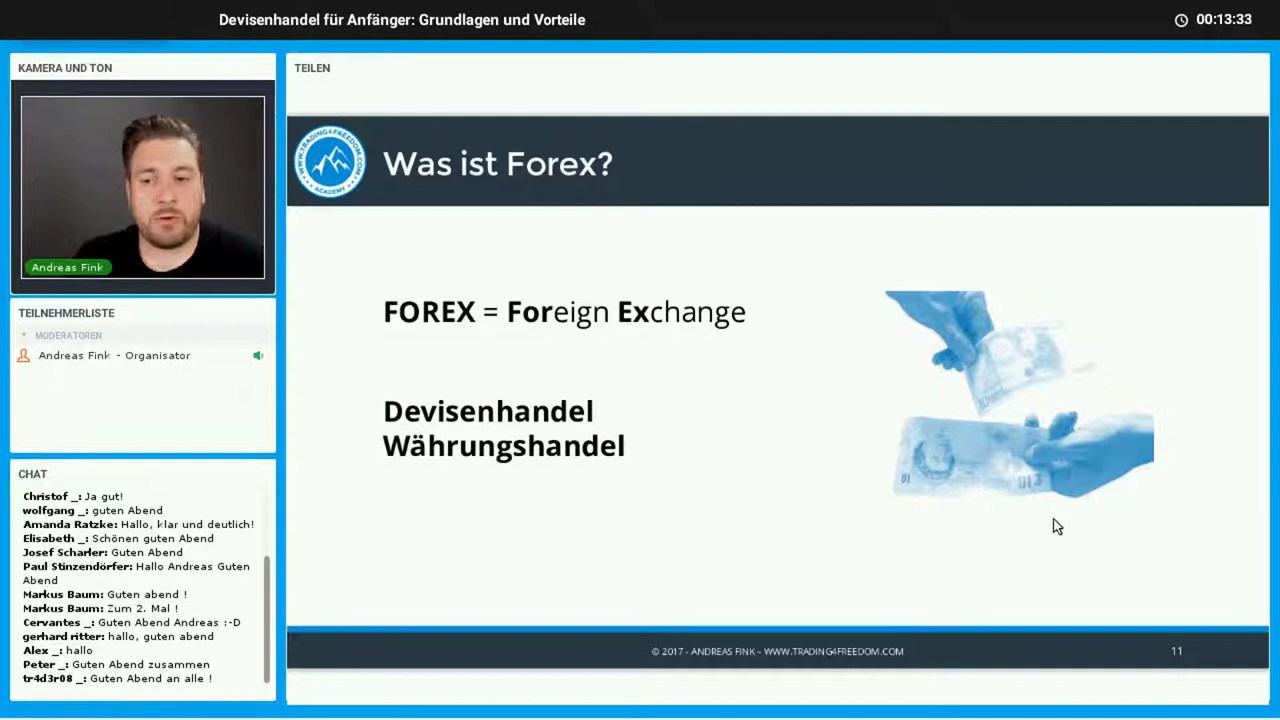 Devisenhandel für Anfänger: Grundlagen und Vorteile
00:13:33
KAMERA UND TON
Andreas Fink
TEILNEHMERLISTE
MODERATOREN
Andreas Fink - Organisator
CHAT
Christof _: Ja gut!
wolfgang _: guten Abend
Amanda Ratzke: Hallo, klar und deutlich!
Elisabeth _: Schönen guten Abend
Josef Scharler: Guten Abend
Paul Stinzendörfer: Hallo Andreas Guten
Abend
Markus Baum: Guten abend !
Markus Baum: Zum 2. Mal !
Cervantes _: Guten Abend Andreas :-D
gerhard ritter: hallo, guten abend
Alex _: hallo
Peter _: Guten Abend zusammen
tr4d3r08 _: Guten Abend an alle !
TEILEN
WWW.TRADING4FREEDOM.COM
ACADEMY
Was ist Forex?
FOREX = Foreign Exchange
Devisenhandel
Währungshandel
© 2017 - ANDREAS FINK – WWW.TRADING4FREEDOM.COM
11